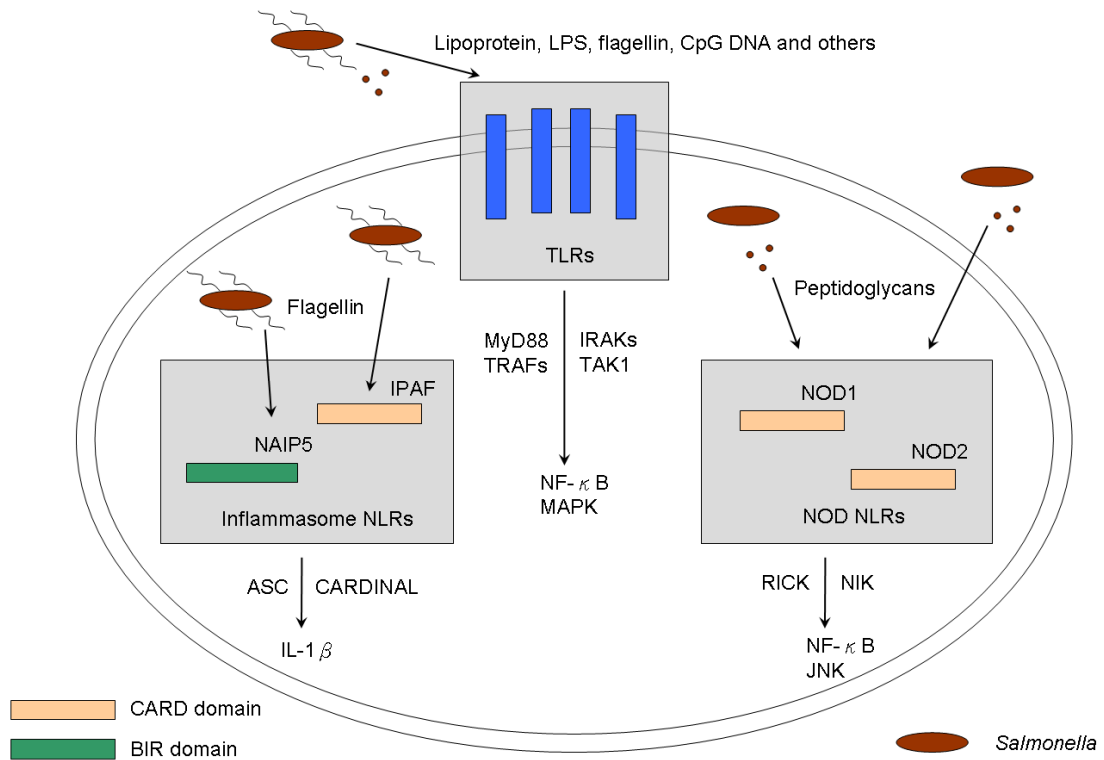 Lipoprotein, LPS, flagellin, CpG DNA and others
TLRs
Flagellin
Peptidoglycans
MyD88
TRAFs
IRAKs
TAK1
IPAF
NAIP5
Inflammasome NLRs
NOD1
NOD2
NOD NLRs
NF-κB
MAPK
ASC
CARDINAL
IL-1β
RICK
NIK
NF-κB
JNK
CARD domain
BIR domain
Salmonella